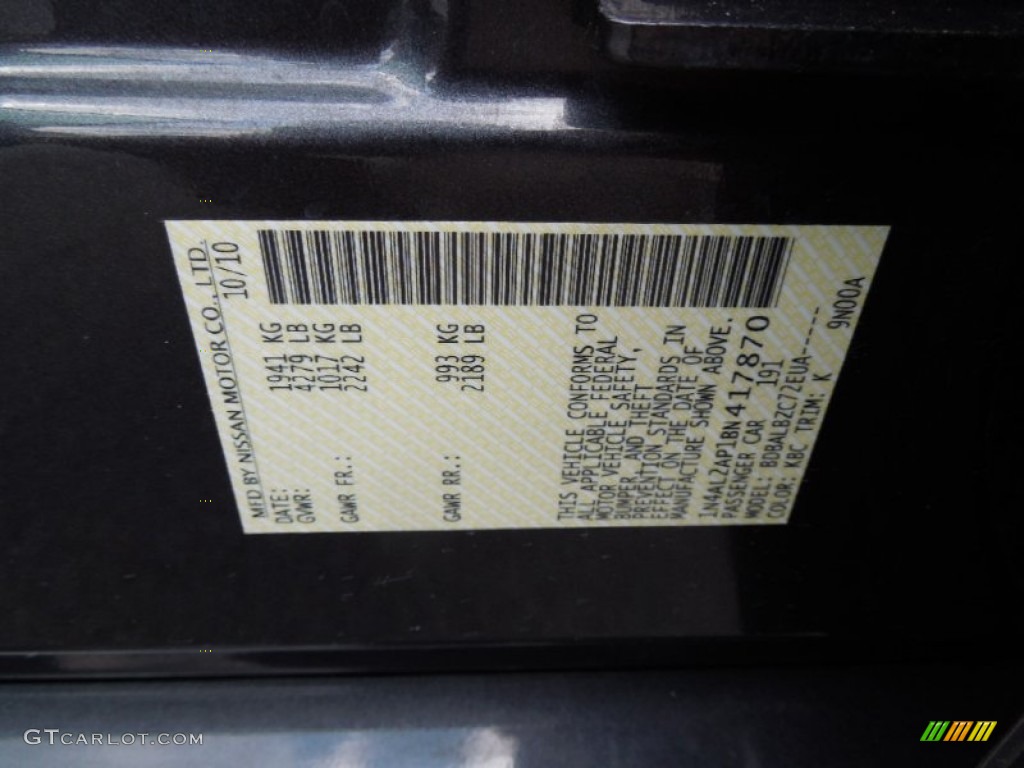 MFD BY NISSAN MOTOR CO., LTD.
DATE: 10/10
GVWR: 1941 KG
4279 LB
GAWR FR.: 1017 KG
2242 LB
GAWR RR.: 993 KG
2189 LB
THIS VEHICLE CONFORMS TO
ALL APPLICABLE FEDERAL
MOTOR VEHICLE SAFETY,
BUMPER, AND THEFT
PREVENTION STANDARDS IN
EFFECT ON THE DATE OF
MANUFACTURE SHOWN ABOVE.
1N4AL2AP1BN417870
PASSENGER CAR 191
MODEL: BDBALBZC72EUA------
COLOR: KBC TRIM: K 9N00A
GTCARLOT.COM